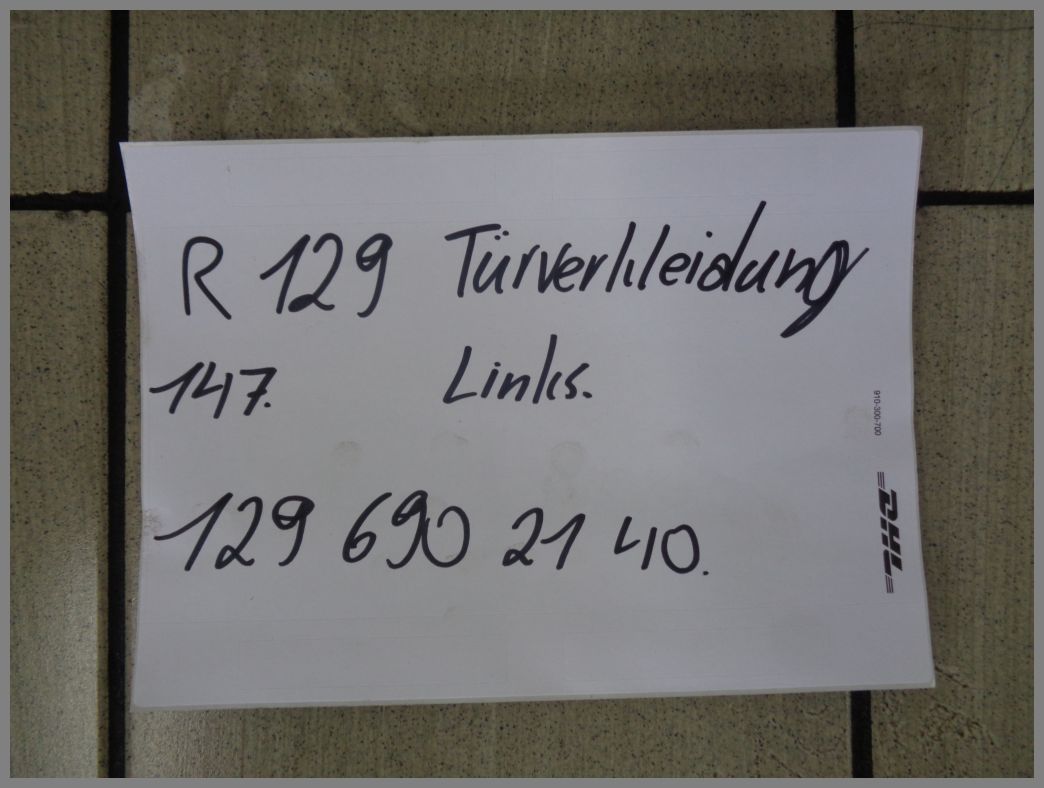 R 129 Türverkleidung
147. Links.
129 690 21 40.
910-300-700
DHL